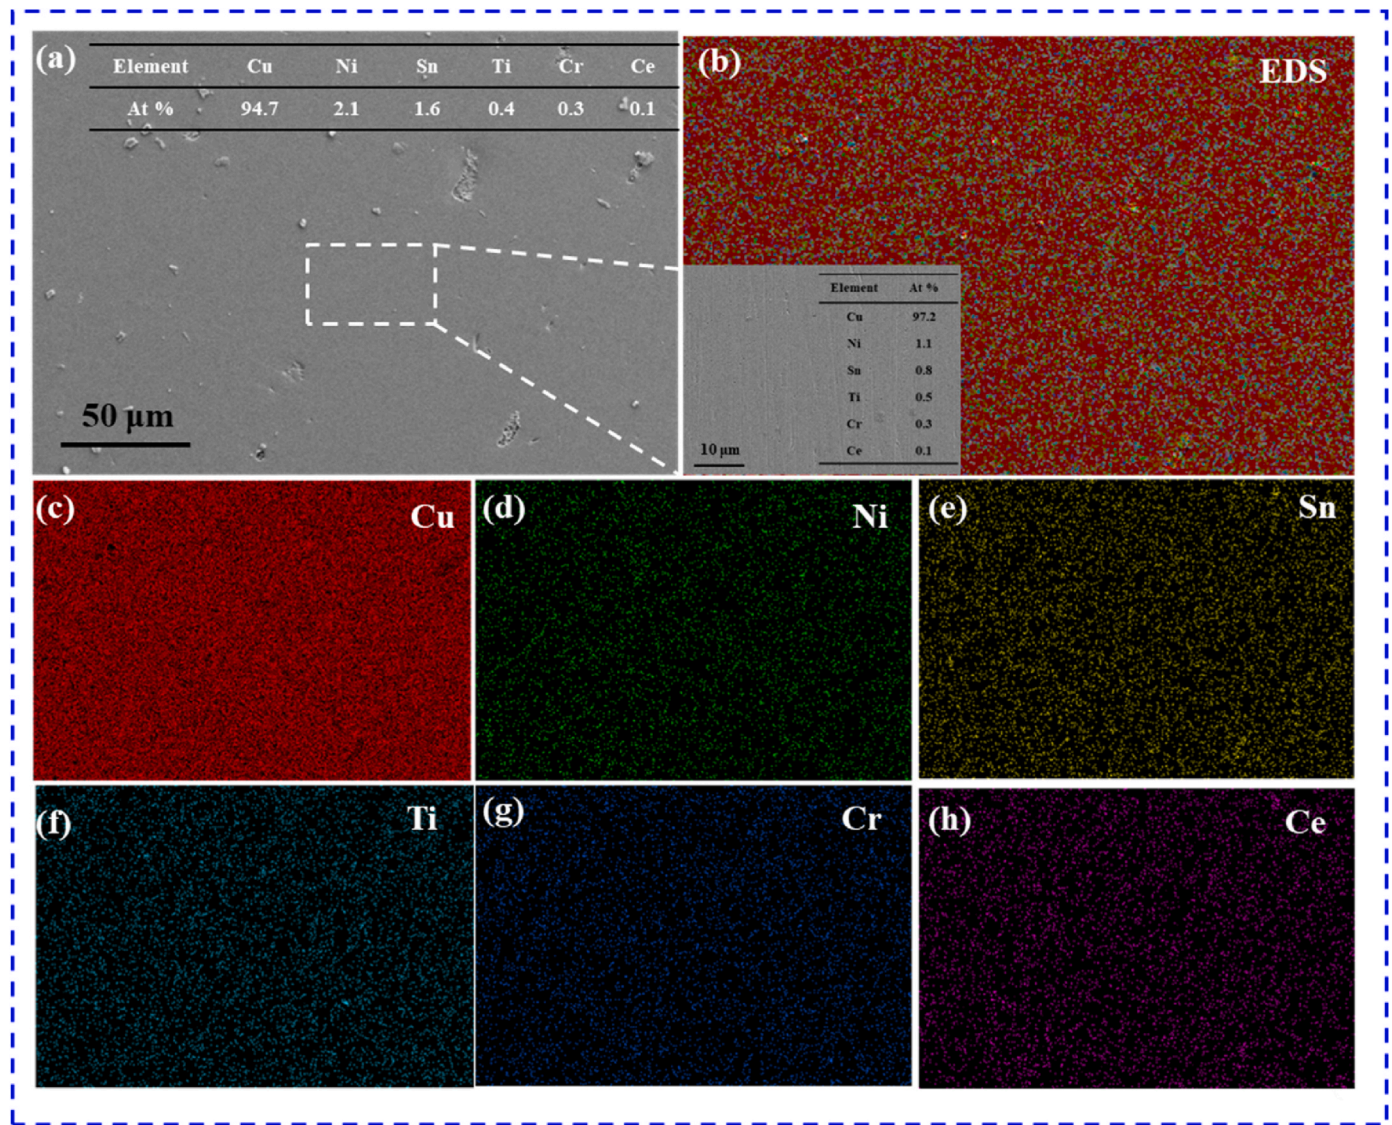 (a)
Element Cu Ni Sn Ti Cr Ce
At % 94.7 2.1 1.6 0.4 0.3 0.1
50 μm
(b)
EDS
Element At %
Cu 97.2
Ni 1.1
Sn 0.8
Ti 0.5
Cr 0.3
Ce 0.1
10 μm
(c) Cu
(d) Ni
(e) Sn
(f) Ti
(g) Cr
(h) Ce